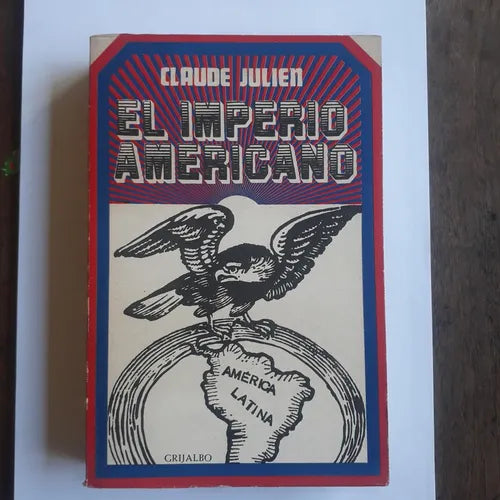 CLAUDE JULIEN
EL IMPERIO
AMERICANO
AMÉRICA
LATINA
GRIJALBO